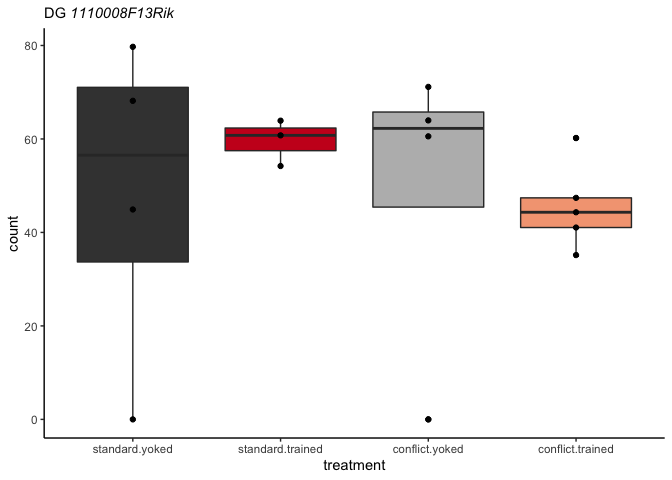 DG 1110008F13Rik
80
60
40
20
0
count
standard.yoked
standard.trained
conflict.yoked
conflict.trained
treatment